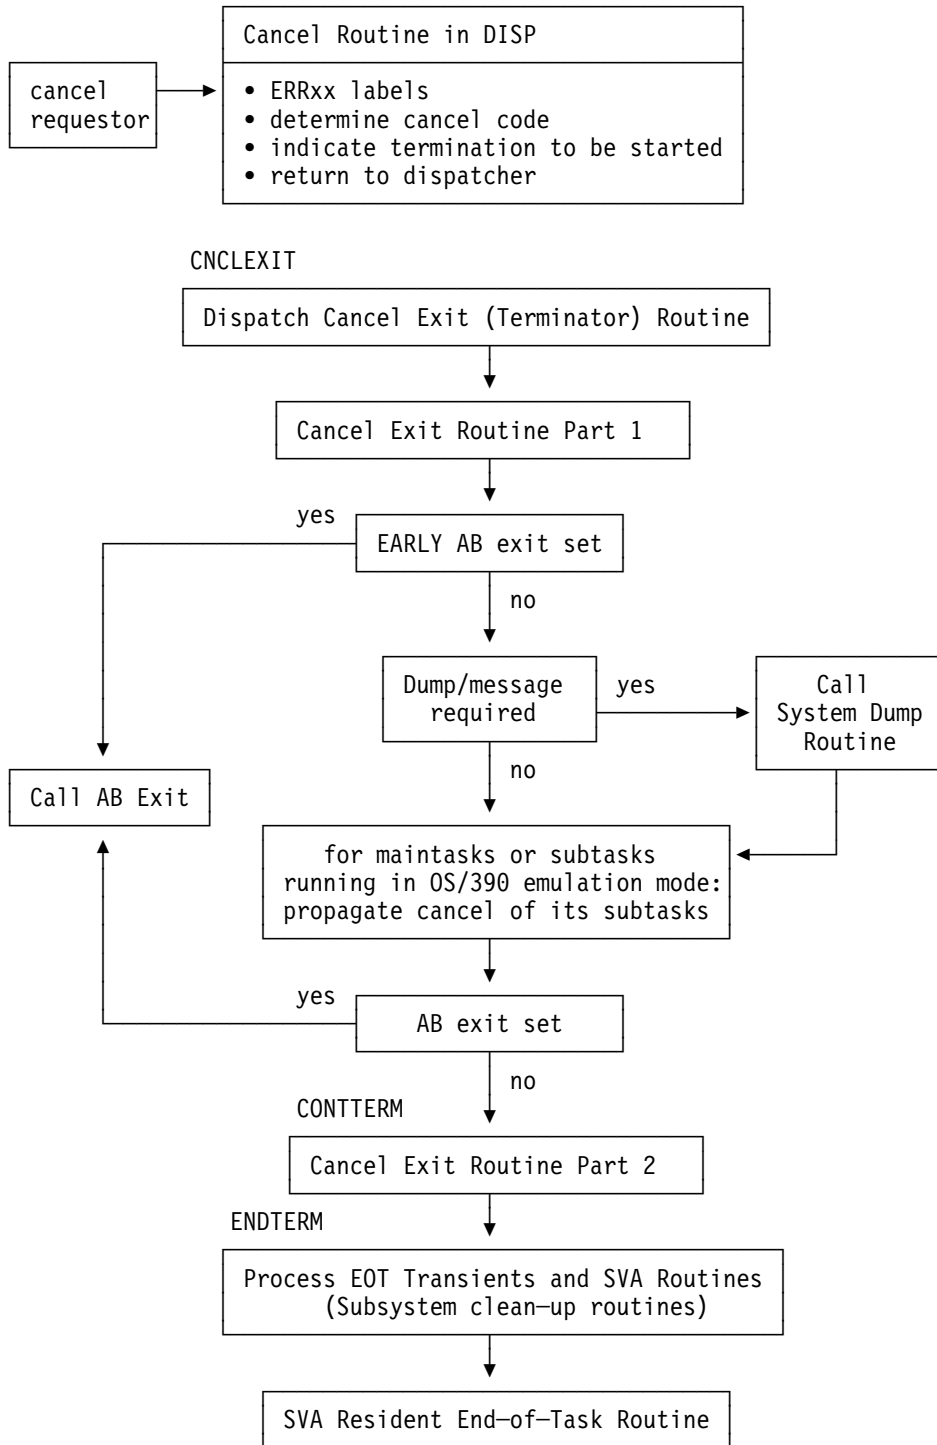 Cancel Routine in DISP
cancel
requestor
• ERRxx labels
• determine cancel code
• indicate termination to be started
• return to dispatcher
CNCLEXIT
Dispatch Cancel Exit (Terminator) Routine
Cancel Exit Routine Part 1
yes
EARLY AB exit set
no
Dump/message
required
yes
Call
System Dump
Routine
no
Call AB Exit
for maintasks or subtasks
running in OS/390 emulation mode:
propagate cancel of its subtasks
yes
AB exit set
no
CONTTERM
Cancel Exit Routine Part 2
ENDTERM
Process EOT Transients and SVA Routines
(Subsystem clean—up routines)
SVA Resident End—of—Task Routine